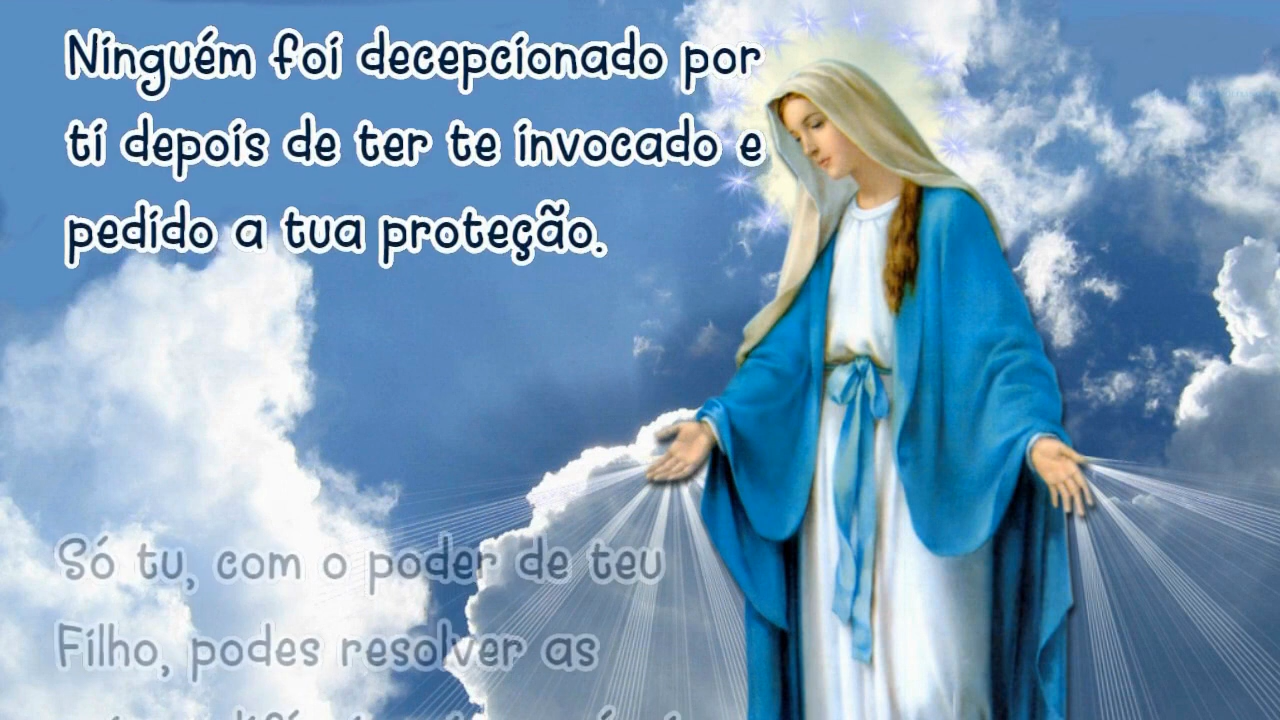 Ninguém foi decepcionado por
ti depois de ter te invocado e
pedido a tua proteção.
Só tu, com o poder de teu
Filho, podes resolver as